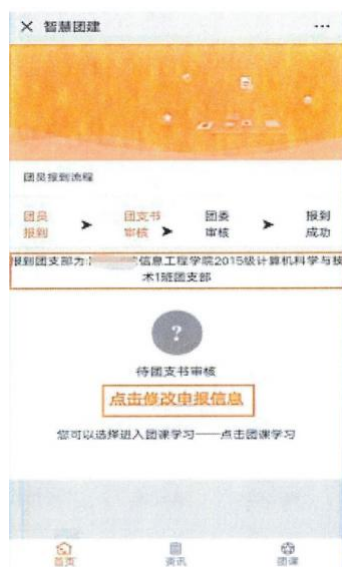 × 智慧团建 ...
团员报到流程
团员 报到 ➤ 团支书 审核 ➤ 团委 审核 ➤ 报到 成功
报到团支部为: 信息工程学院2015级计算机科学与技
术1班团支部
?
待团支书审核
点击修改申报信息
您可以选择进入团课学习——点击团课学习
首页 资讯 团课